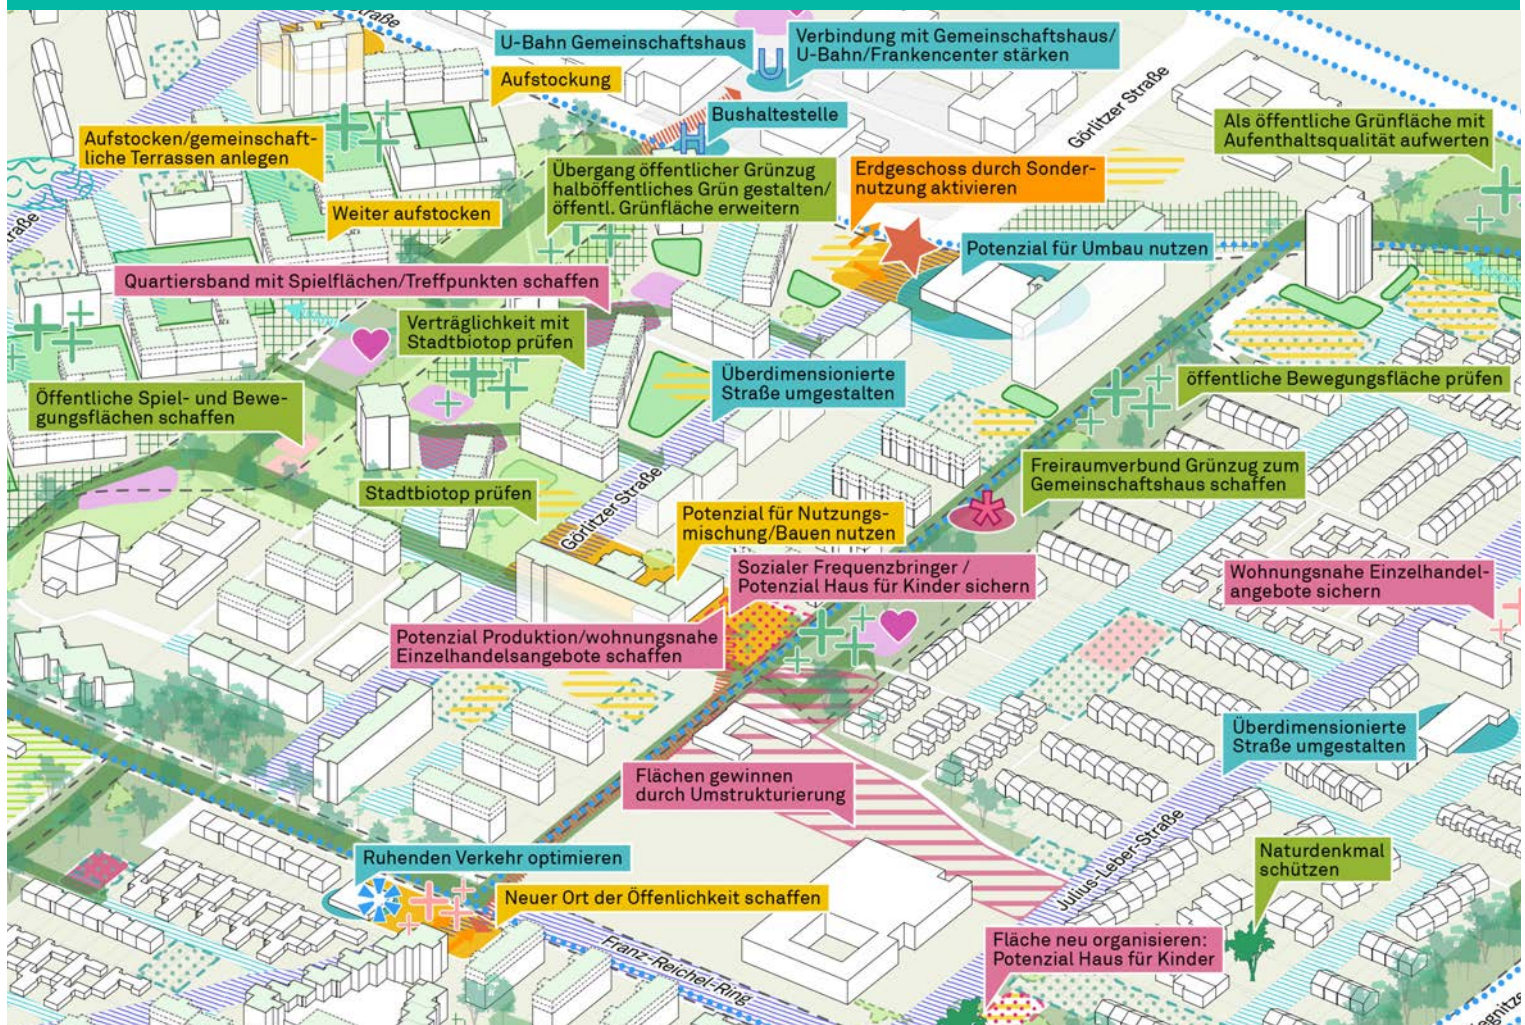 Straße
U-Bahn Gemeinschaftshaus
Verbindung mit Gemeinschaftshaus/
U-Bahn/Frankencenter stärken
U
Aufstockung
Bushaltestelle
H
Görlitzer Straße
Als öffentliche Grünfläche mit
Aufenthaltsqualität aufwerten
Aufstocken/gemeinschaft-
liche Terrassen anlegen
Übergang öffentlicher Grünzug
halböffentliches Grün gestalten/
öffentl. Grünfläche erweitern
Erdgeschoss durch Sonder-
nutzung aktivieren
Weiter aufstocken
raße
Potenzial für Umbau nutzen
Quartiersband mit Spielflächen/Treffpunkten schaffen
Verträglichkeit mit
Stadtbiotop prüfen
Überdimensionierte
Straße umgestalten
öffentliche Bewegungsfläche prüfen
Öffentliche Spiel- und Bewe-
gungsflächen schaffen
Freiraumverbund Grünzug zum
Gemeinschaftshaus schaffen
Stadtbiotop prüfen
Görlitzer Straße
Potenzial für Nutzungs-
mischung/Bauen nutzen
Sozialer Frequenzbringer /
Potenzial Haus für Kinder sichern
Wohnungsnahe Einzelhandel-
angebote sichern
Potenzial Produktion/wohnungsnahe
Einzelhandelsangebote schaffen
Überdimensionierte
Straße umgestalten
Flächen gewinnen
durch Umstrukturierung
Julius-Leber-Straße
Ruhenden Verkehr optimieren
Naturdenkmal
schützen
Neuer Ort der Öffenlichkeit schaffen
Franz-Reichel-Ring
Fläche neu organisieren:
Potenzial Haus für Kinder